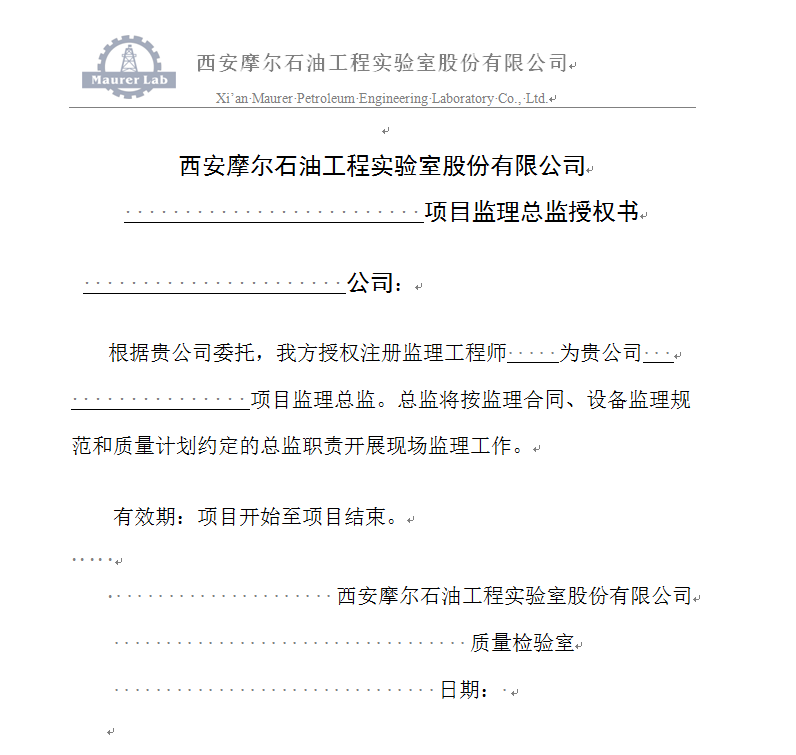 Maurer Lab
西安摩尔石油工程实验室股份有限公司
Xi'an Maurer Petroleum Engineering Laboratory Co., Ltd.
西安摩尔石油工程实验室股份有限公司
项目监理总监授权书
公司：
根据贵公司委托，我方授权注册监理工程师 为贵公司
项目监理总监。总监将按监理合同、设备监理规
范和质量计划约定的总监职责开展现场监理工作。
有效期：项目开始至项目结束。
西安摩尔石油工程实验室股份有限公司
质量检验室
日期：